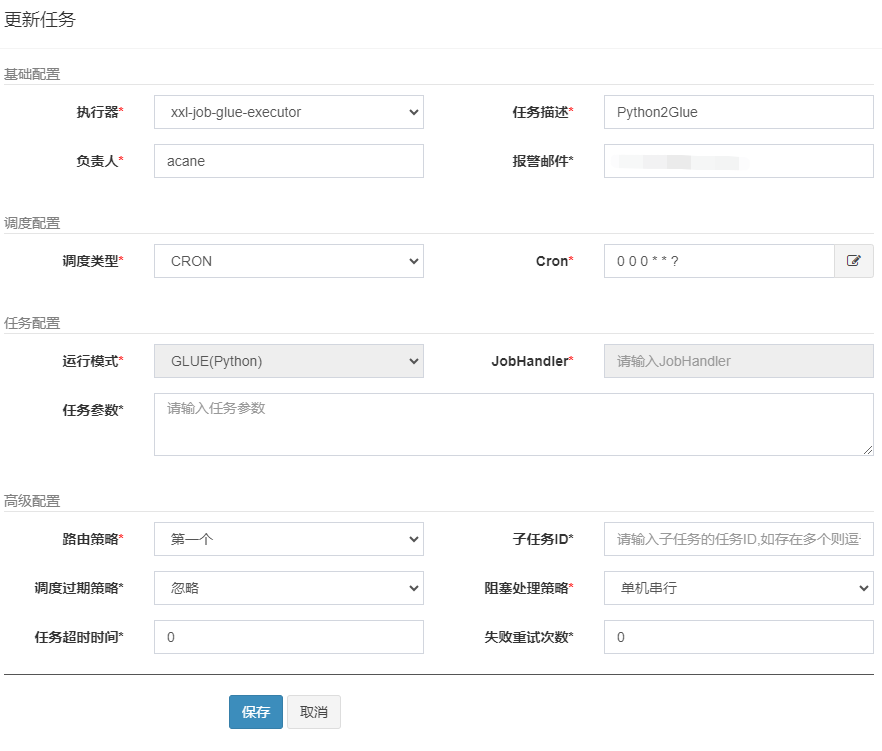 更新任务
基础配置
执行器* xxl-job-glue-executor 任务描述* Python2Glue
负责人* acane 报警邮件*
调度配置
调度类型* CRON Cron* 0 0 0 * * ?
任务配置
运行模式* GLUE(Python) JobHandler* 请输入JobHandler
任务参数* 请输入任务参数
高级配置
路由策略* 第一个 子任务ID* 请输入子任务的任务ID,如存在多个则逗
调度过期策略* 忽略 阻塞处理策略* 单机串行
任务超时时间* 0 失败重试次数* 0
保存 取消